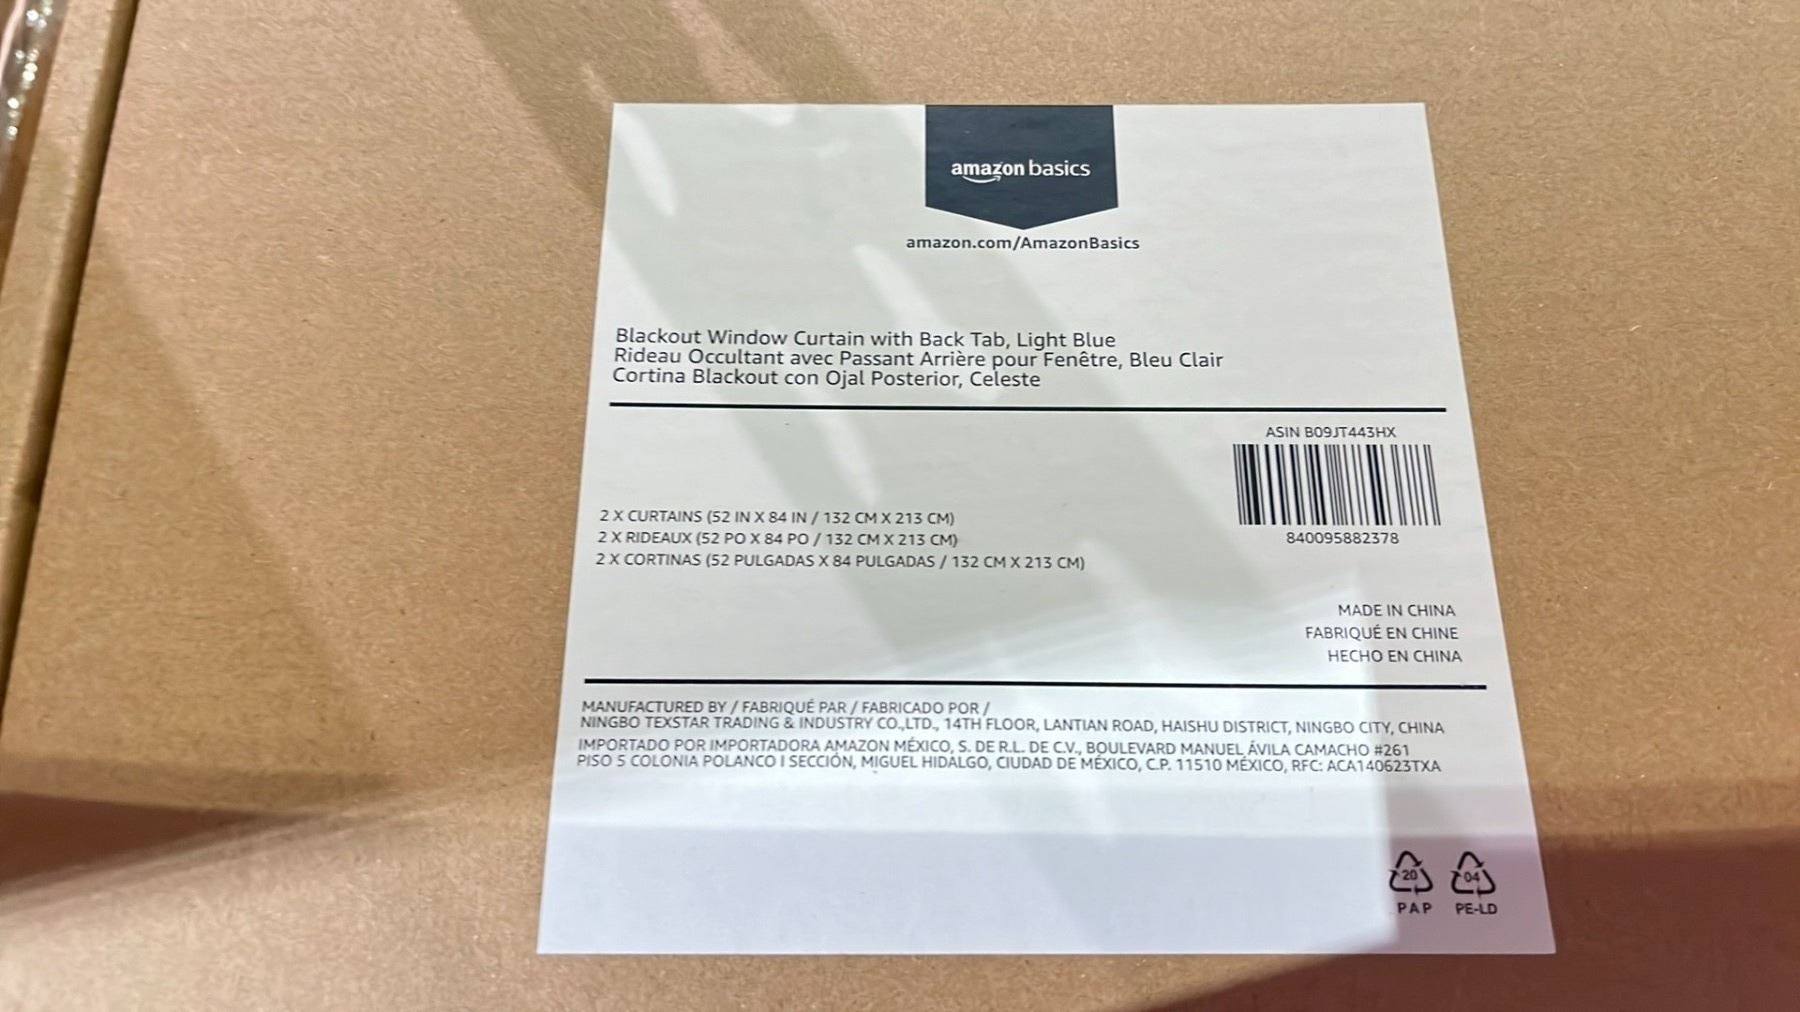 amazon basics
amazon.com/AmazonBasics
Blackout Window Curtain with Back Tab, Light Blue
Rideau Occultant avec Passant Arrière pour Fenêtre, Bleu Clair
Cortina Blackout con Ojal Posterior, Celeste
ASIN B09JT443HX
840095882378
2 X CURTAINS (52 IN X 84 IN / 132 CM X 213 CM)
2 X RIDEAUX (52 PO X 84 PO / 132 CM X 213 CM)
2 X CORTINAS (52 PULGADAS X 84 PULGADAS / 132 CM X 213 CM)
MADE IN CHINA
FABRIQUÉ EN CHINE
HECHO EN CHINA
MANUFACTURED BY / FABRIQUÉ PAR / FABRICADO POR /
NINGBO TEXSTAR TRADING & INDUSTRY CO.,LTD., 14TH FLOOR, LANTIAN ROAD, HAISHU DISTRICT, NINGBO CITY, CHINA
IMPORTADO POR IMPORTADORA AMAZON MÉXICO, S. DE R.L. DE C.V., BOULEVARD MANUEL ÁVILA CAMACHO #261
PISO 5 COLONIA POLANCO I SECCIÓN, MIGUEL HIDALGO, CIUDAD DE MÉXICO, C.P. 11510 MÉXICO, RFC: ACA140623TXA
20 04
PAP PE-LD